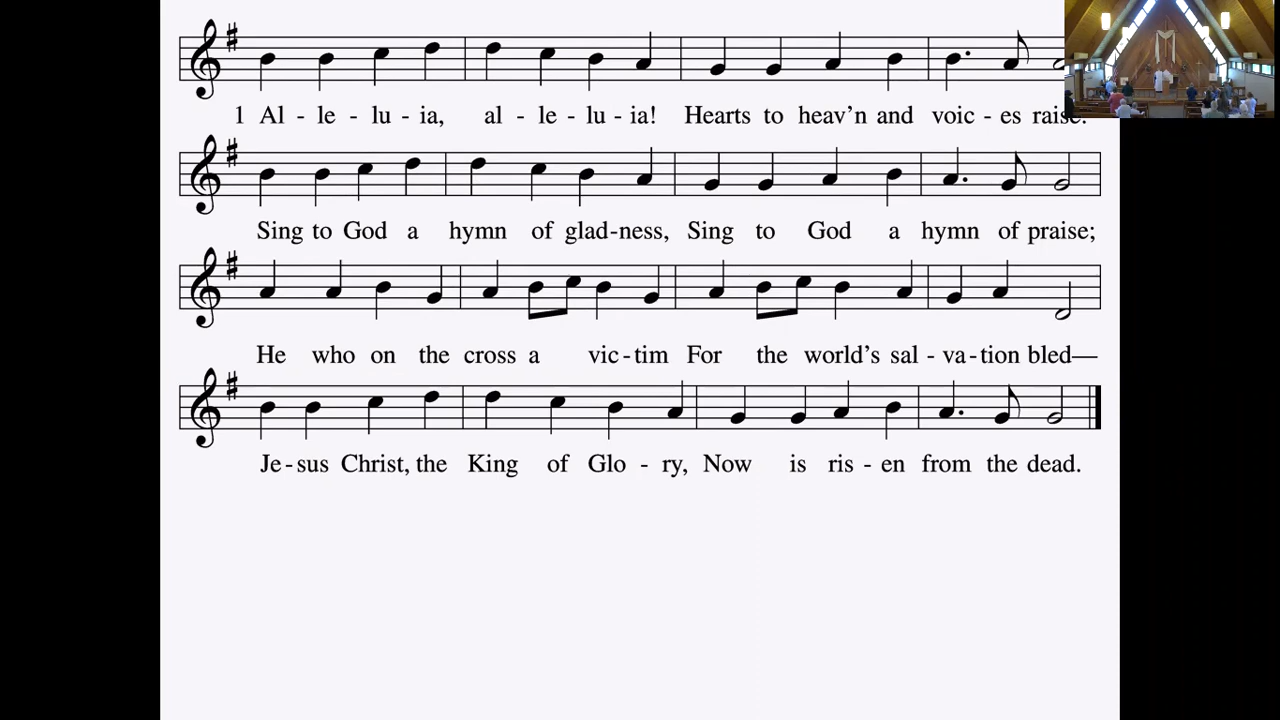 1 Al - le - lu - ia, al - le - lu - ia! Hearts to heav'n and voic - es raise:
Sing to God a hymn of glad-ness, Sing to God a hymn of praise;
He who on the cross a vic-tim For the world's sal - va-tion bled—
Je-sus Christ, the King of Glo - ry, Now is ris - en from the dead.